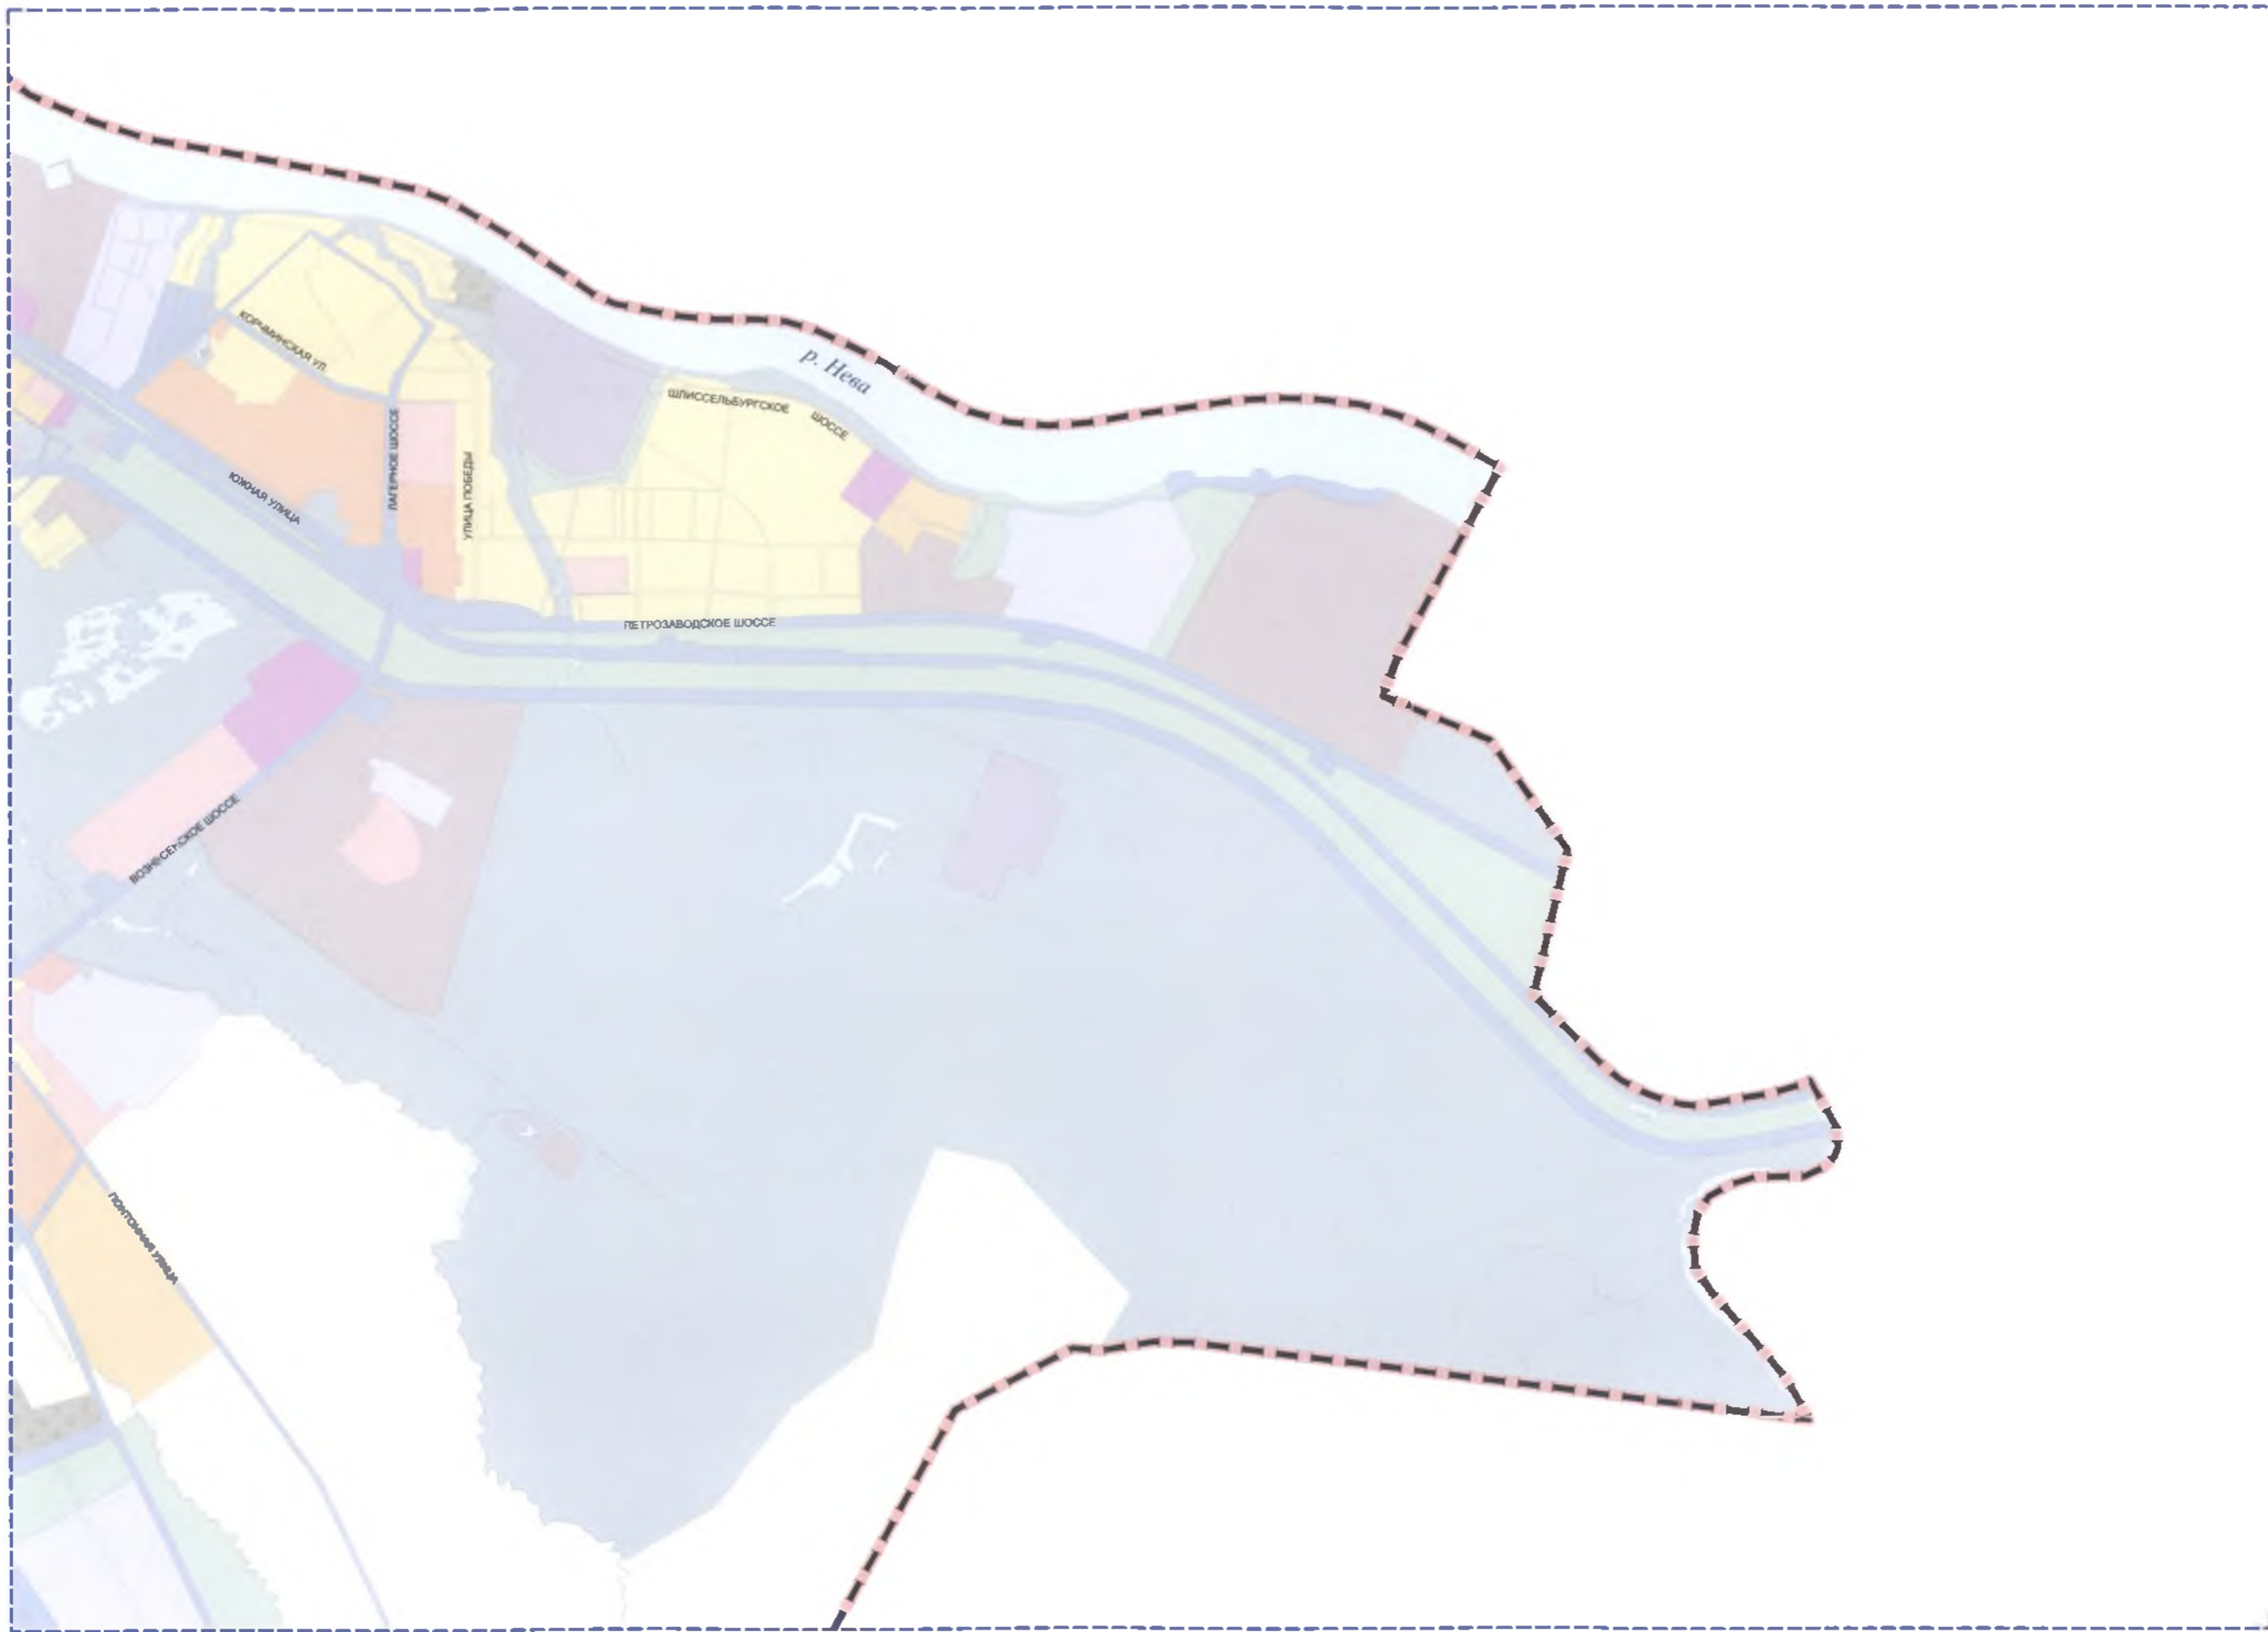 КОРЧМИНСКАЯ УЛ.
р. Нева
ШЛИССЕЛЬБУРГСКОЕ
ШОССЕ
ЛАГЕРНОЕ ШОССЕ
УЛИЦА ПОБЕДЫ
ЮЖНАЯ УЛИЦА
ПЕТРОЗАВОДСКОЕ ШОССЕ
ВОЗНЕСЕНСКОЕ ШОССЕ
ПОНТОННАЯ УЛИЦА